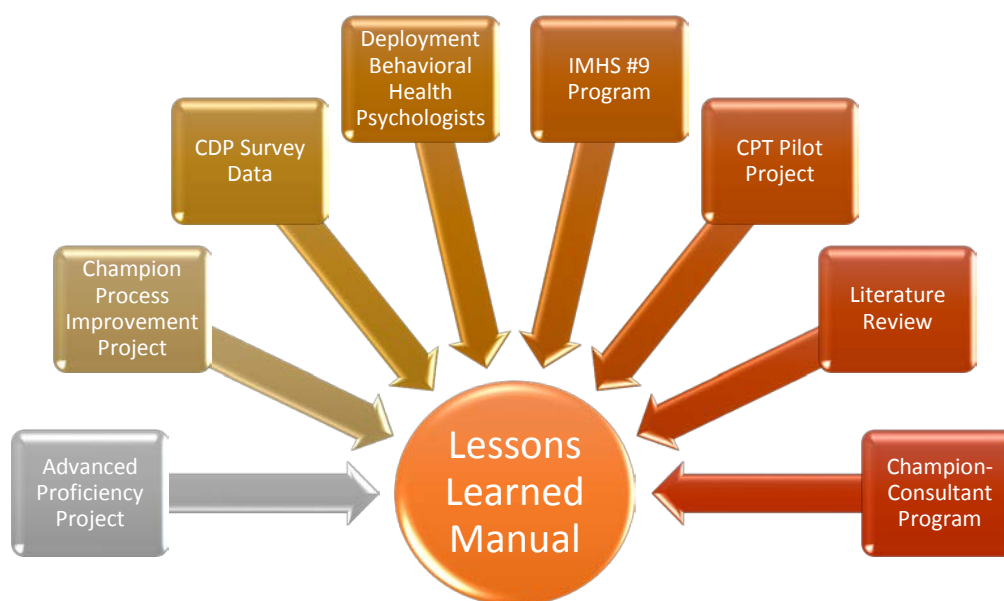 Deployment
Behavioral
Health
Psychologists
IMHS #9
Program
CDP Survey
Data
CPT Pilot
Project
Champion
Process
Improvement
Project
Literature
Review
Advanced
Proficiency
Project
Lessons
Learned
Manual
Champion-
Consultant
Program